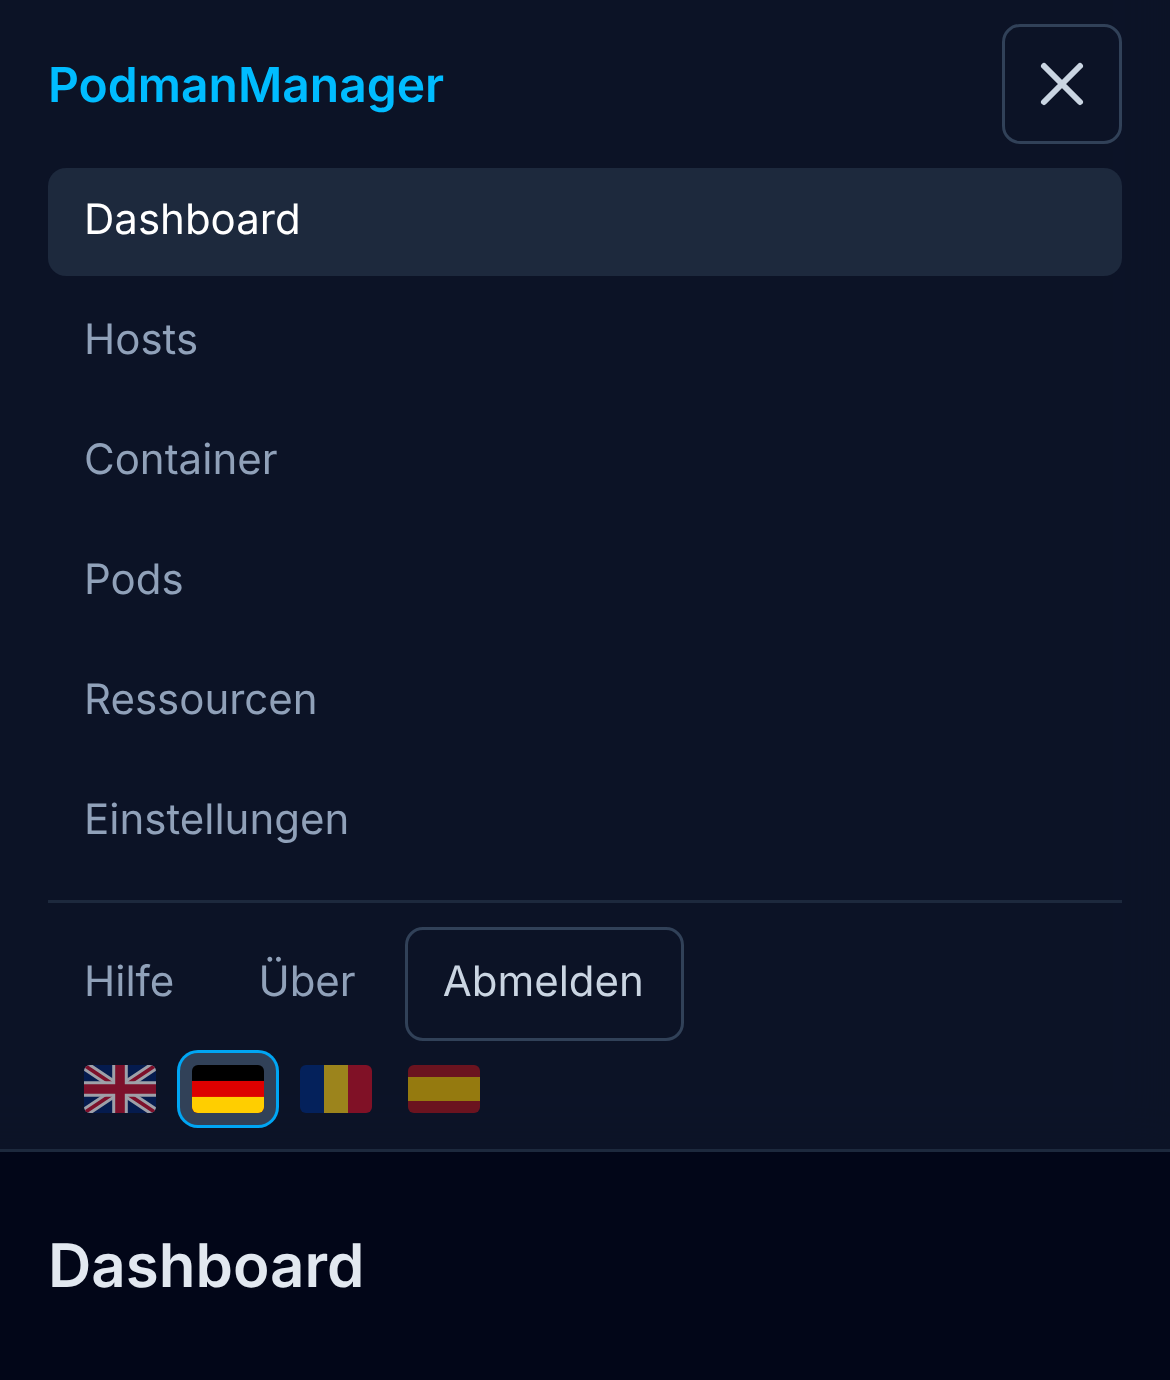 PodmanManager
Dashboard
Hosts
Container
Pods
Ressourcen
Einstellungen
Hilfe Über Abmelden
Dashboard